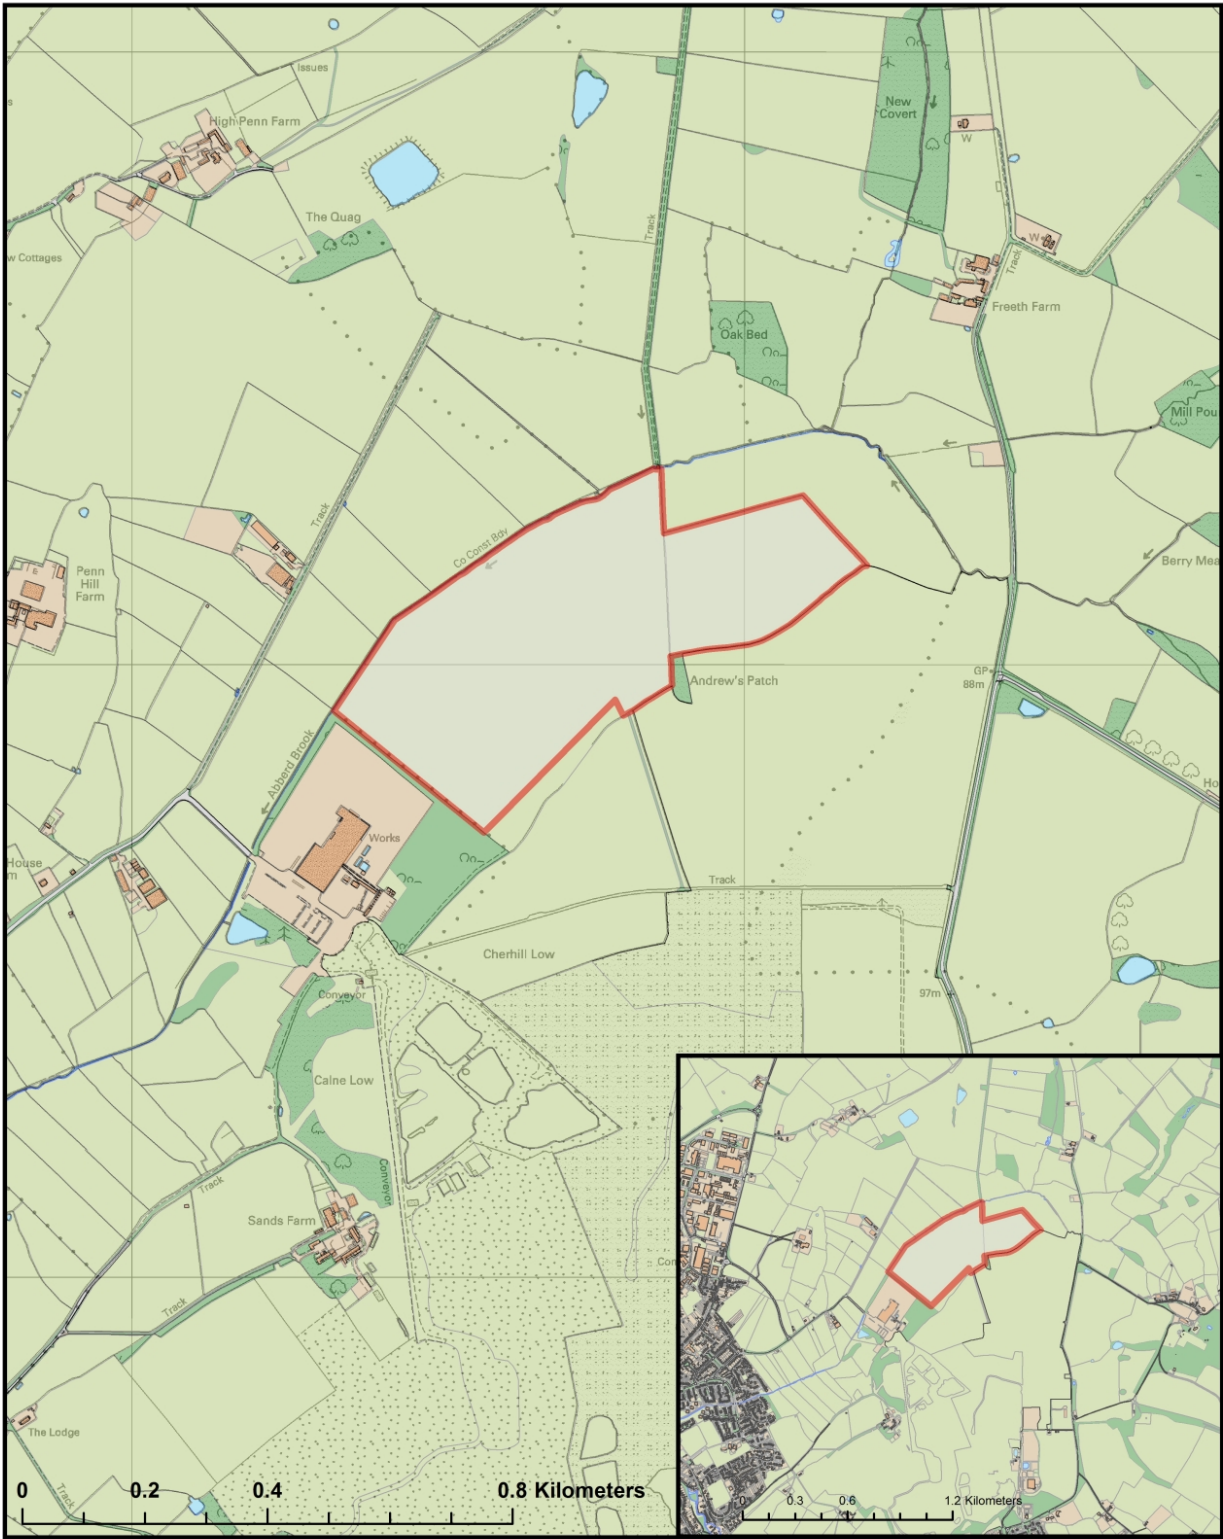 Issues
High Penn Farm
New
Covert
W
The Quag
Track
W
w Cottages
Track
Freeth Farm
Oak Bed
Mill Pou
Track
Co Const Bdy
Penn
Hill
Farm
Berry Mea
GP
88m
Andrew's Patch
Abberd Brook
Ho
Works
House
m
Track
Cherhill Low
97m
Conveyor
Calne Low
Conveyor
Track
Sands Farm
Con
Track
The Lodge
Track
0 0.2 0.4 0.8 Kilometers
0 0.3 0.6 1.2 Kilometers